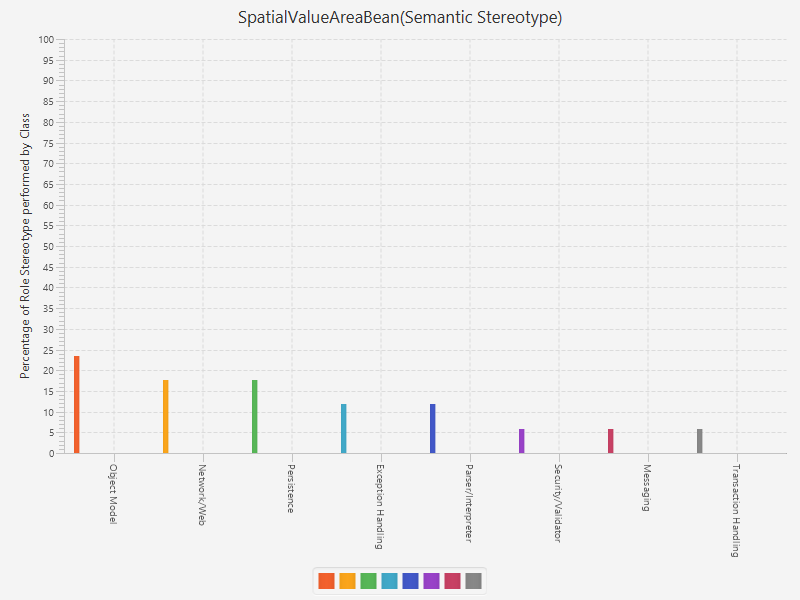 SpatialValueAreaBean(Semantic Stereotype)
Percentage of Role Stereotype performed by Class
100
95
90
85
80
75
70
65
60
55
50
45
40
35
30
25
20
15
10
5
0
Object Model
Network/Web
Persistence
Exception Handling
Parser/Interpreter
Security/Validator
Messaging
Transaction Handling